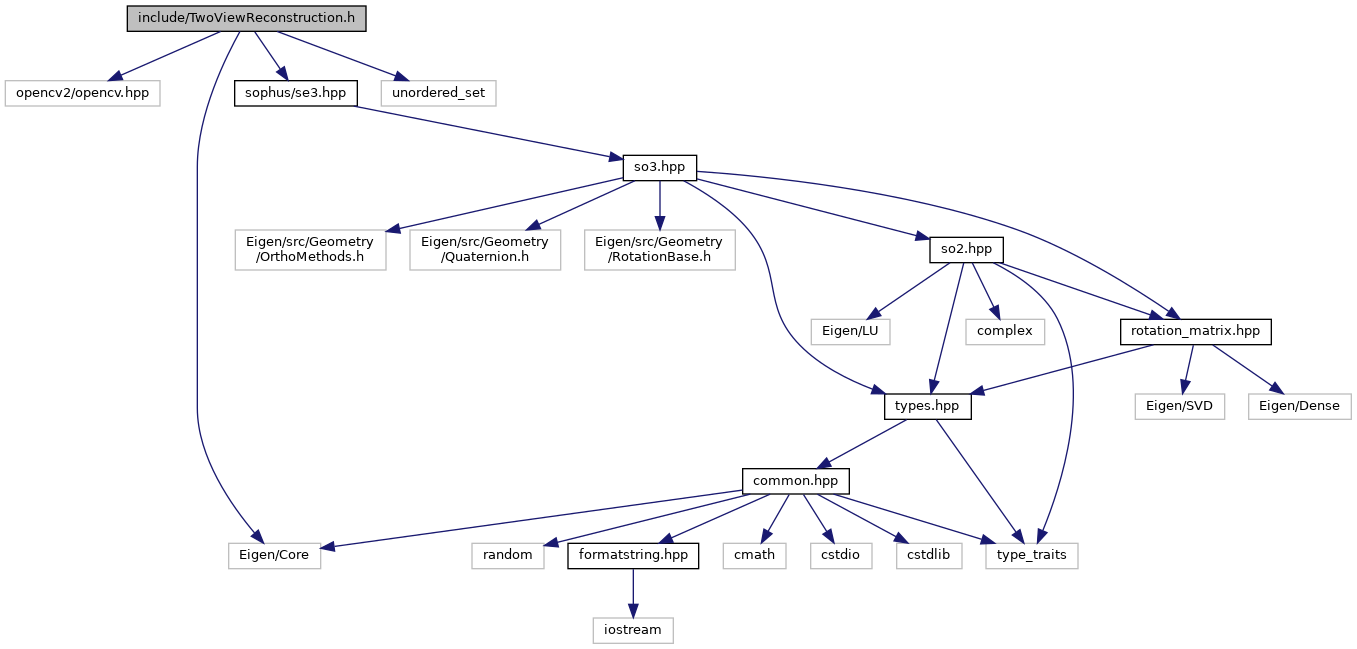 include/TwoViewReconstruction.h
opencv2/opencv.hpp
sophus/se3.hpp
unordered_set
so3.hpp
Eigen/src/Geometry
/OrthoMethods.h
Eigen/src/Geometry
/Quaternion.h
Eigen/src/Geometry
/RotationBase.h
so2.hpp
Eigen/LU
complex
rotation_matrix.hpp
types.hpp
Eigen/SVD
Eigen/Dense
common.hpp
Eigen/Core
random
formatstring.hpp
cmath
cstdio
cstdlib
type_traits
iostream